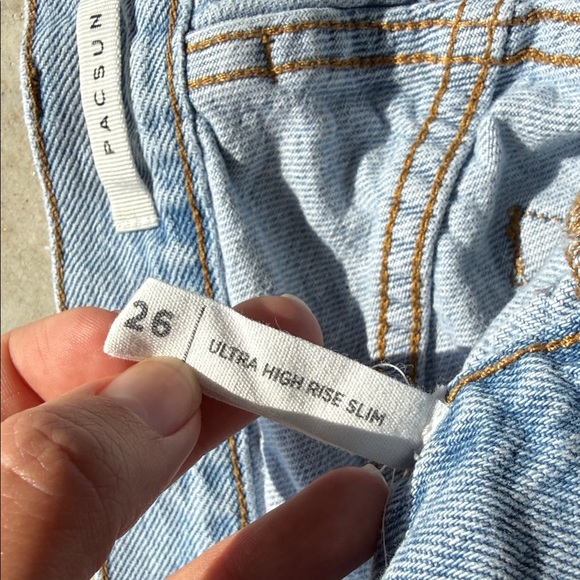 PACSUN
26
ULTRA HIGH RISE SLIM